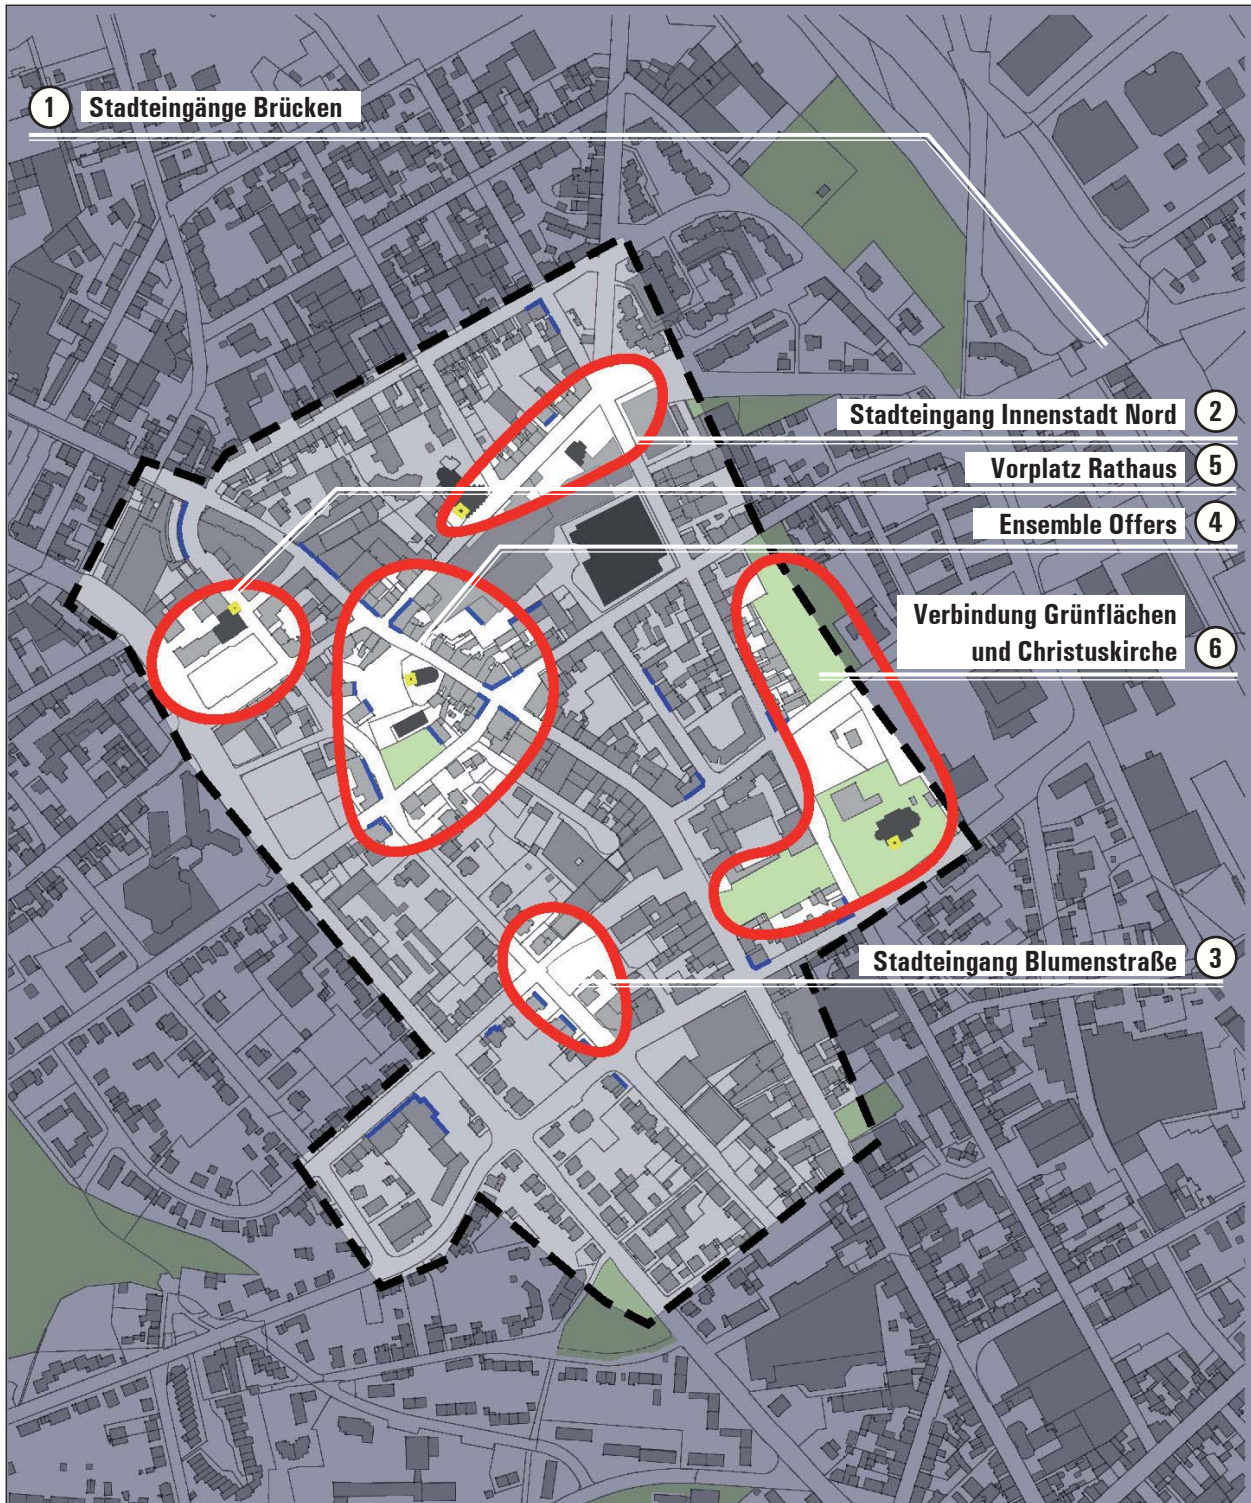 1 Stadteingänge Brücken
Stadteingang Innenstadt Nord 2
Vorplatz Rathaus 5
Ensemble Offers 4
Verbindung Grünflächen
und Christuskirche 6
Stadteingang Blumenstraße 3